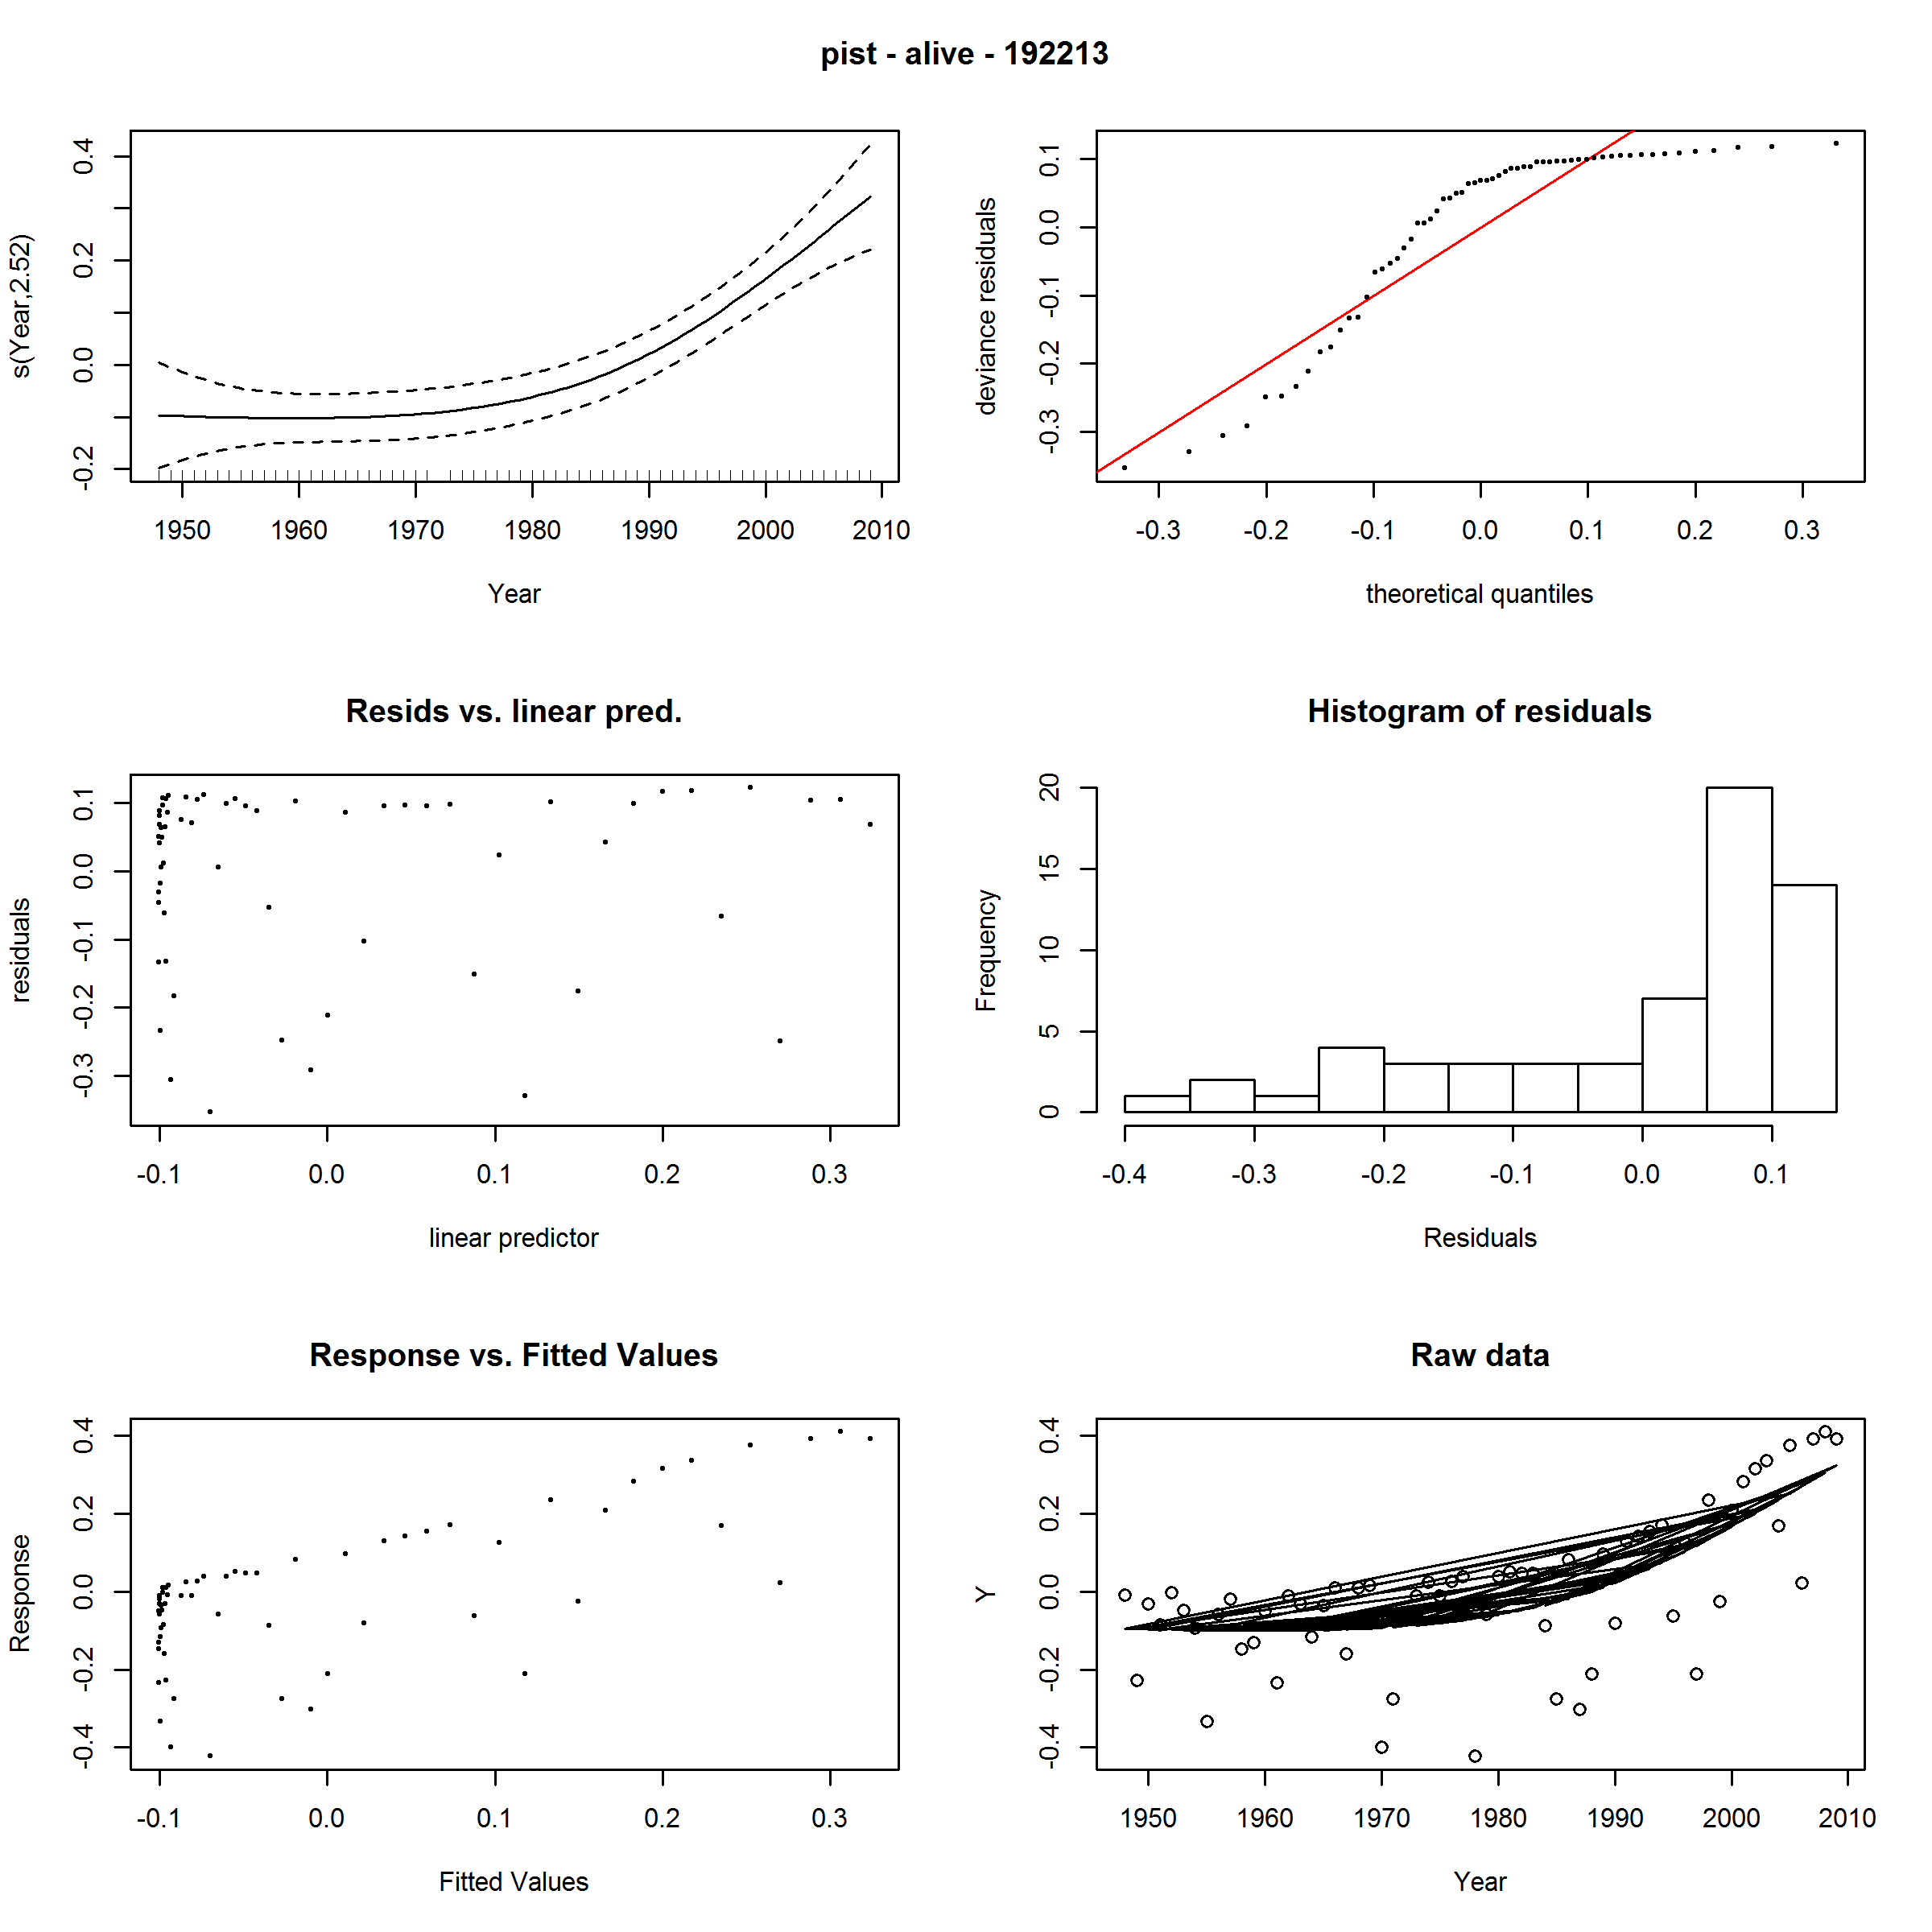 pist - alive - 192213
s(Year,2.52)
-0.2 0.0 0.2 0.4
1950 1960 1970 1980 1990 2000 2010
Year
deviance residuals
-0.3 -0.2 -0.1 0.0 0.1
-0.3 -0.2 -0.1 0.0 0.1 0.2 0.3
theoretical quantiles
Resids vs. linear pred.
residuals
-0.3 -0.2 -0.1 0.0 0.1
-0.1 0.0 0.1 0.2 0.3
linear predictor
Histogram of residuals
Frequency
0 5 10 15 20
-0.4 -0.3 -0.2 -0.1 0.0 0.1
Residuals
Response vs. Fitted Values
Response
-0.4 -0.2 0.0 0.2 0.4
-0.1 0.0 0.1 0.2 0.3
Fitted Values
Raw data
Y
-0.4 -0.2 0.0 0.2 0.4
1950 1960 1970 1980 1990 2000 2010
Year